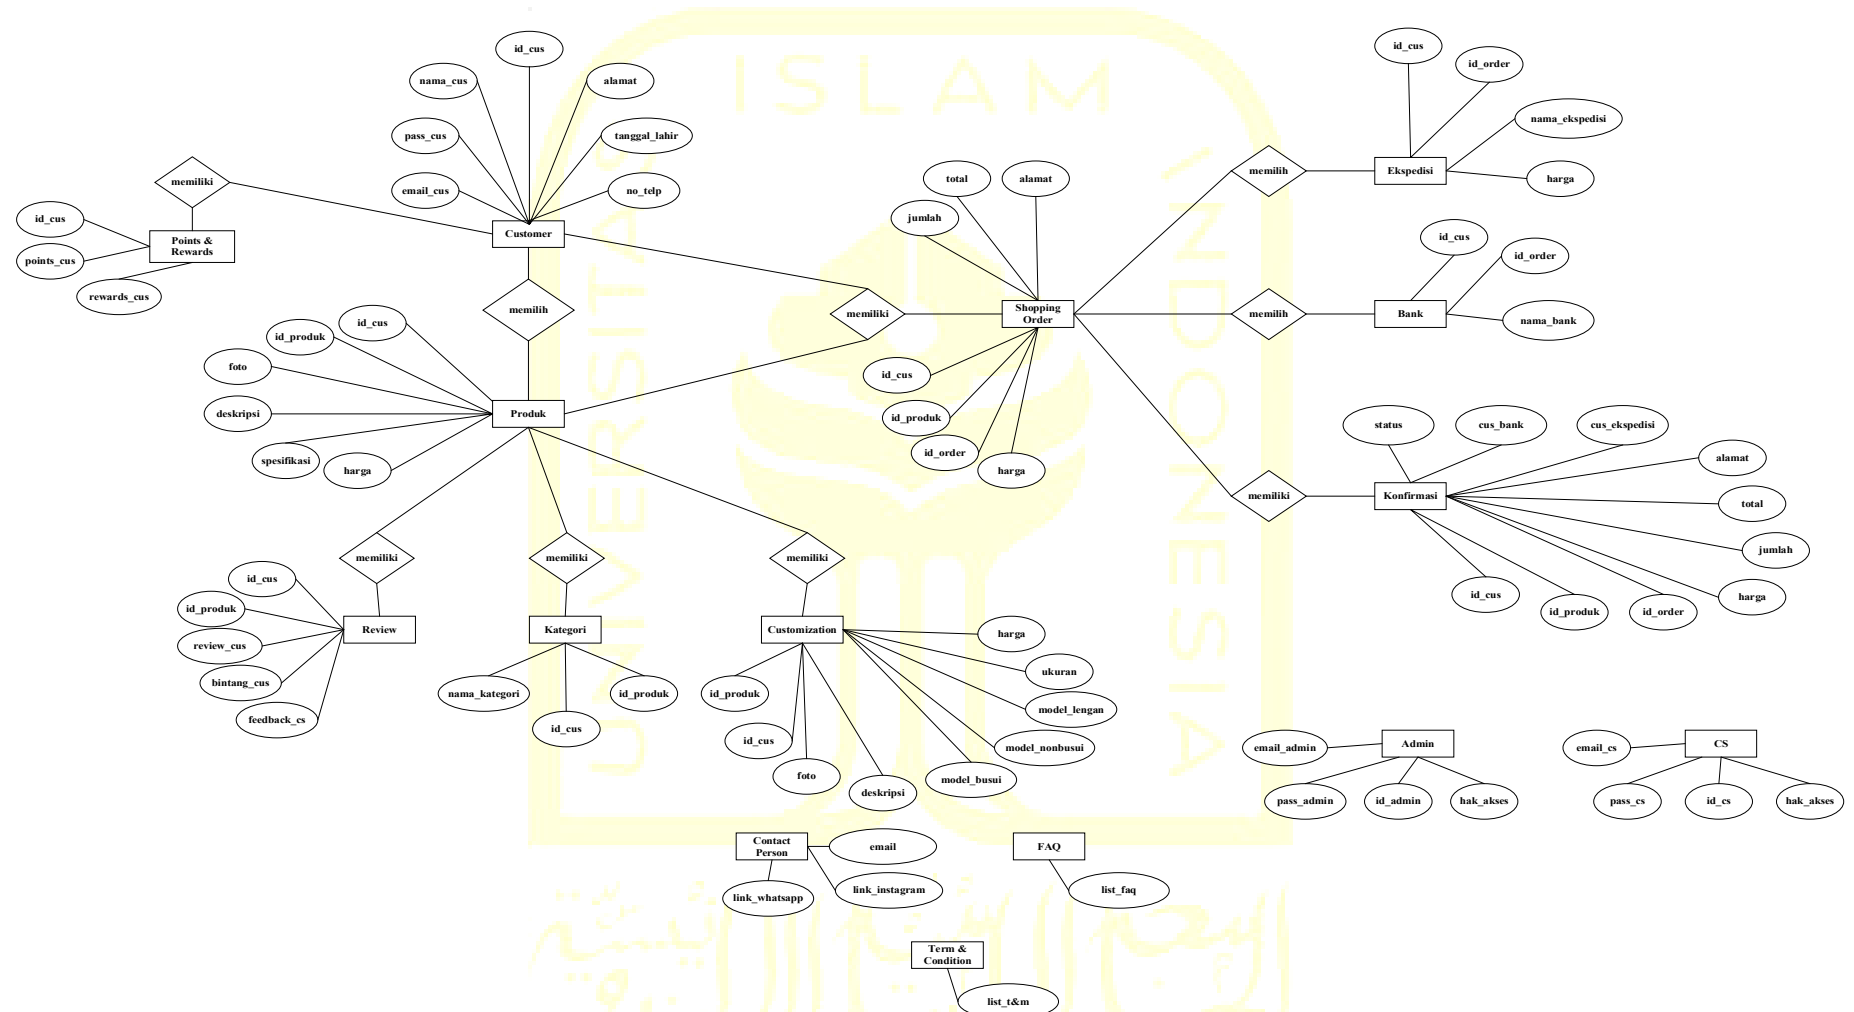 ISLAM
UNIVERSITAS
INDONESIA
id_cus
nama_cus
alamat
pass_cus
tanggal_lahir
email_cus
no_telp
Customer
memiliki
id_cus
points_cus
rewards_cus
Points &
Rewards
memilih
id_cus
id_produk
foto
deskripsi
spesifikasi
harga
Produk
memiliki
total
alamat
jumlah
Shopping
Order
id_cus
id_produk
id_order
harga
memilih
id_cus
id_order
nama_ekspedisi
harga
Ekspedisi
memilih
id_cus
id_order
nama_bank
Bank
memiliki
status
cus_bank
cus_ekspedisi
alamat
total
jumlah
harga
id_order
id_produk
id_cus
Konfirmasi
memiliki
id_cus
id_produk
review_cus
bintang_cus
feedback_cs
Review
memiliki
Kategori
nama_kategori
id_cus
id_produk
memiliki
Customization
id_produk
id_cus
foto
deskripsi
model_busui
model_nonbusui
model_lengan
ukuran
harga
Admin
email_admin
pass_admin
id_admin
hak_akses
CS
email_cs
pass_cs
id_cs
hak_akses
Contact
Person
email
link_instagram
link_whatsapp
FAQ
list_faq
Term &
Condition
list_t&m